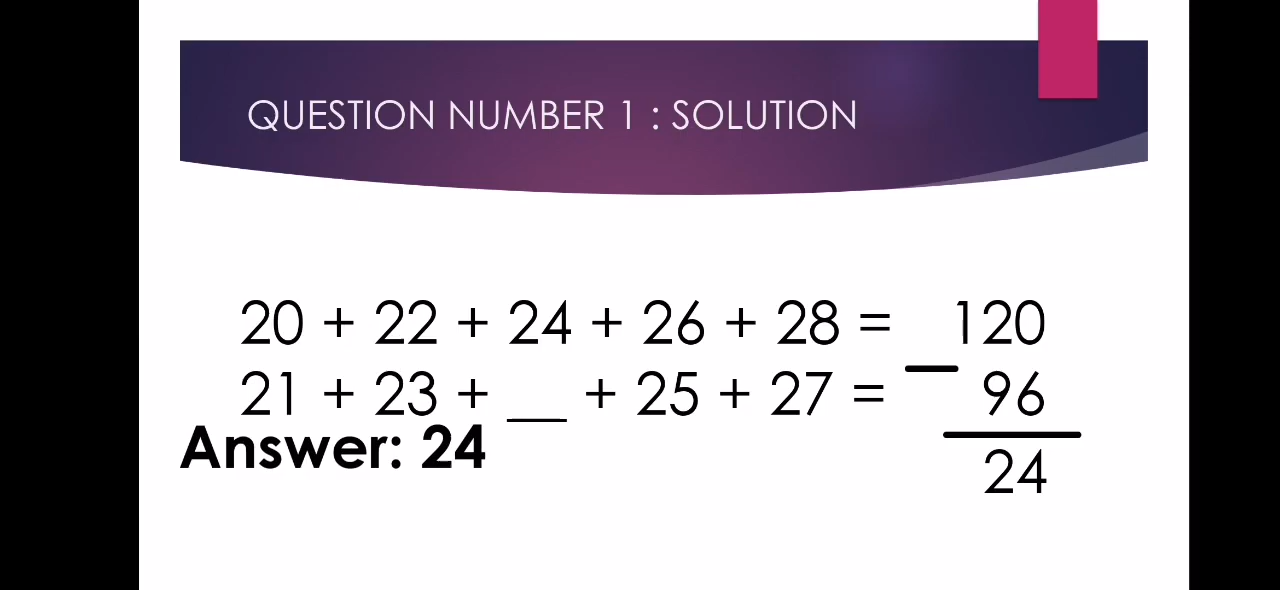 QUESTION NUMBER 1 : SOLUTION
20 + 22 + 24 + 26 + 28 = 120
21 + 23 + __ + 25 + 27 = — 96
Answer: 24
24